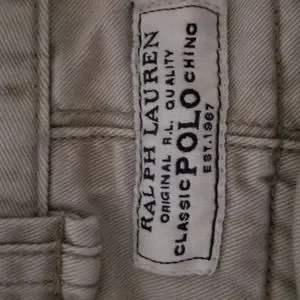 RALPH LAUREN
ORIGINAL R.L. QUALITY
CLASSIC POLO CHINO
EST. 1967